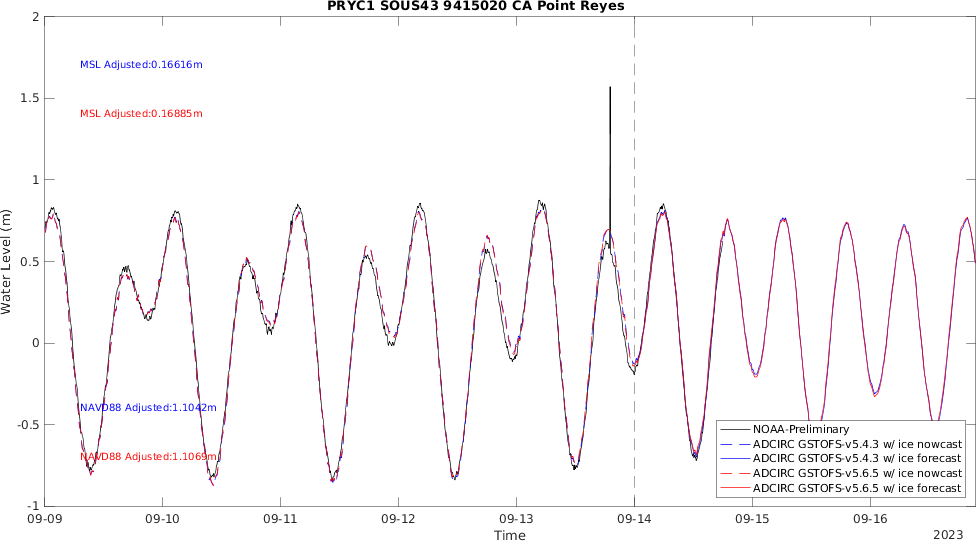 PRYC1 SOUS43 9415020 CA Point Reyes
2
1.5
1
0.5
0
-0.5
-1
Water Level (m)
MSL Adjusted:0.16616m
MSL Adjusted:0.16885m
NAVD88 Adjusted:1.1042m
NAVD88 Adjusted:1.1069m
NOAA-Preliminary
ADCIRC GSTOFS-v5.4.3 w/ ice nowcast
ADCIRC GSTOFS-v5.4.3 w/ ice forecast
ADCIRC GSTOFS-v5.6.5 w/ ice nowcast
ADCIRC GSTOFS-v5.6.5 w/ ice forecast
09-09 09-10 09-11 09-12 09-13 09-14 09-15 09-16
Time
2023